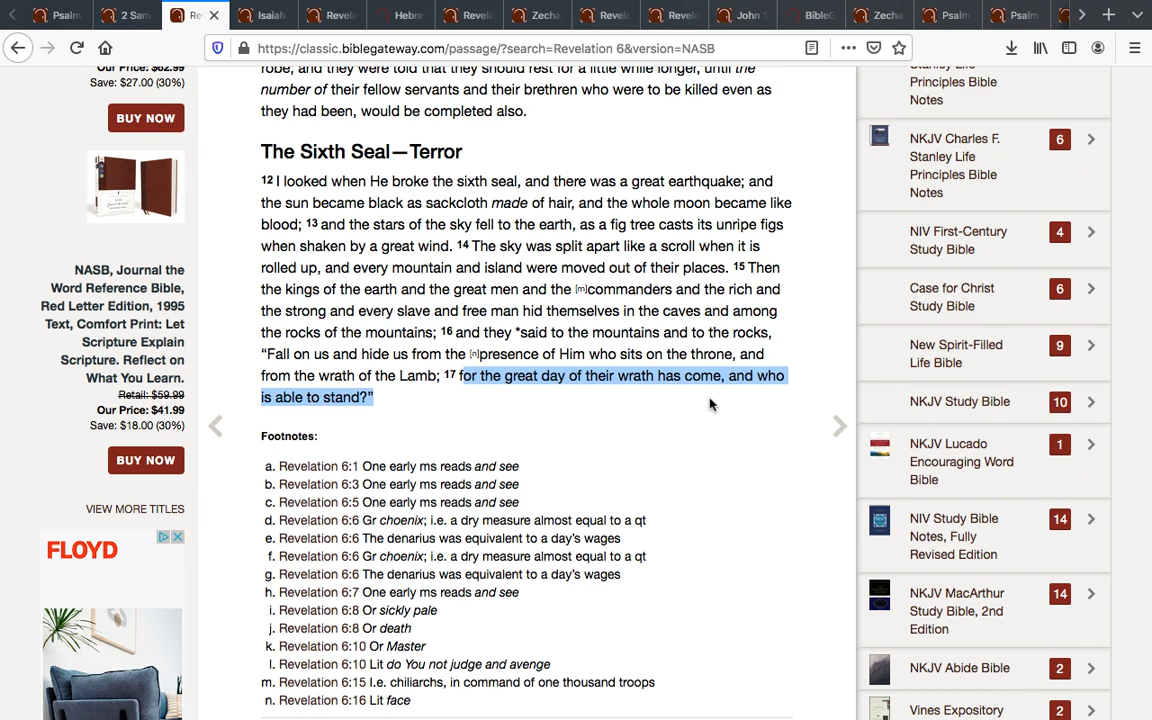 Psalm
2 Sam
Re
Isaiah
Revela
Hebre
Revela
Zecha
Revela
Revela
John 1
BibleG
Zecha
Psalm
Psalm
https://classic.biblegateway.com/passage/?search=Revelation 6&version=NASB
Our Price: $62.99
Save: $27.00 (30%)
BUY NOW
NASB, Journal the
Word Reference Bible,
Red Letter Edition, 1995
Text, Comfort Print: Let
Scripture Explain
Scripture. Reflect on
What You Learn.
Retail: $59.99
Our Price: $41.99
Save: $18.00 (30%)
BUY NOW
VIEW MORE TITLES
FLOYD
robe; and they were told that they should rest for a little while longer, until the
number of their fellow servants and their brethren who were to be killed even as
they had been, would be completed also.
The Sixth Seal—Terror
12 I looked when He broke the sixth seal, and there was a great earthquake; and
the sun became black as sackcloth made of hair, and the whole moon became like
blood; 13 and the stars of the sky fell to the earth, as a fig tree casts its unripe figs
when shaken by a great wind. 14 The sky was split apart like a scroll when it is
rolled up, and every mountain and island were moved out of their places. 15 Then
the kings of the earth and the great men and the [m]commanders and the rich and
the strong and every slave and free man hid themselves in the caves and among
the rocks of the mountains; 16 and they *said to the mountains and to the rocks,
“Fall on us and hide us from the [n]presence of Him who sits on the throne, and
from the wrath of the Lamb; 17 for the great day of their wrath has come, and who
is able to stand?”
Footnotes:
a. Revelation 6:1 One early ms reads and see
b. Revelation 6:3 One early ms reads and see
c. Revelation 6:5 One early ms reads and see
d. Revelation 6:6 Gr choenix; i.e. a dry measure almost equal to a qt
e. Revelation 6:6 The denarius was equivalent to a day’s wages
f. Revelation 6:6 Gr choenix; i.e. a dry measure almost equal to a qt
g. Revelation 6:6 The denarius was equivalent to a day’s wages
h. Revelation 6:7 One early ms reads and see
i. Revelation 6:8 Or sickly pale
j. Revelation 6:8 Or death
k. Revelation 6:10 Or Master
l. Revelation 6:10 Lit do You not judge and avenge
m. Revelation 6:15 I.e. chiliarchs, in command of one thousand troops
n. Revelation 6:16 Lit face
Stanley Life
Principles Bible
Notes
NKJV Charles F.
Stanley Life
Principles Bible
Notes
6
NIV First-Century
Study Bible
4
Case for Christ
Study Bible
6
New Spirit-Filled
Life Bible
9
NKJV Study Bible
10
NKJV Lucado
Encouraging Word
Bible
1
NIV Study Bible
Notes, Fully
Revised Edition
14
NKJV MacArthur
Study Bible, 2nd
Edition
14
NKJV Abide Bible
2
Vines Expository
2